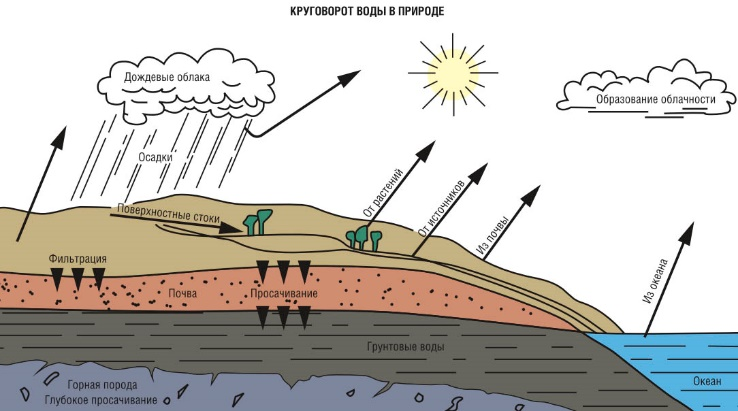 КРУГОВОРОТ ВОДЫ В ПРИРОДЕ
Дождевые облака
Образование облачности
Осадки
От растений
От источников
Из почвы
Поверхностные стоки
Из океана
Фильтрация
Почва
Просачивание
Грунтовые воды
Океан
Горная порода
Глубокое просачивание